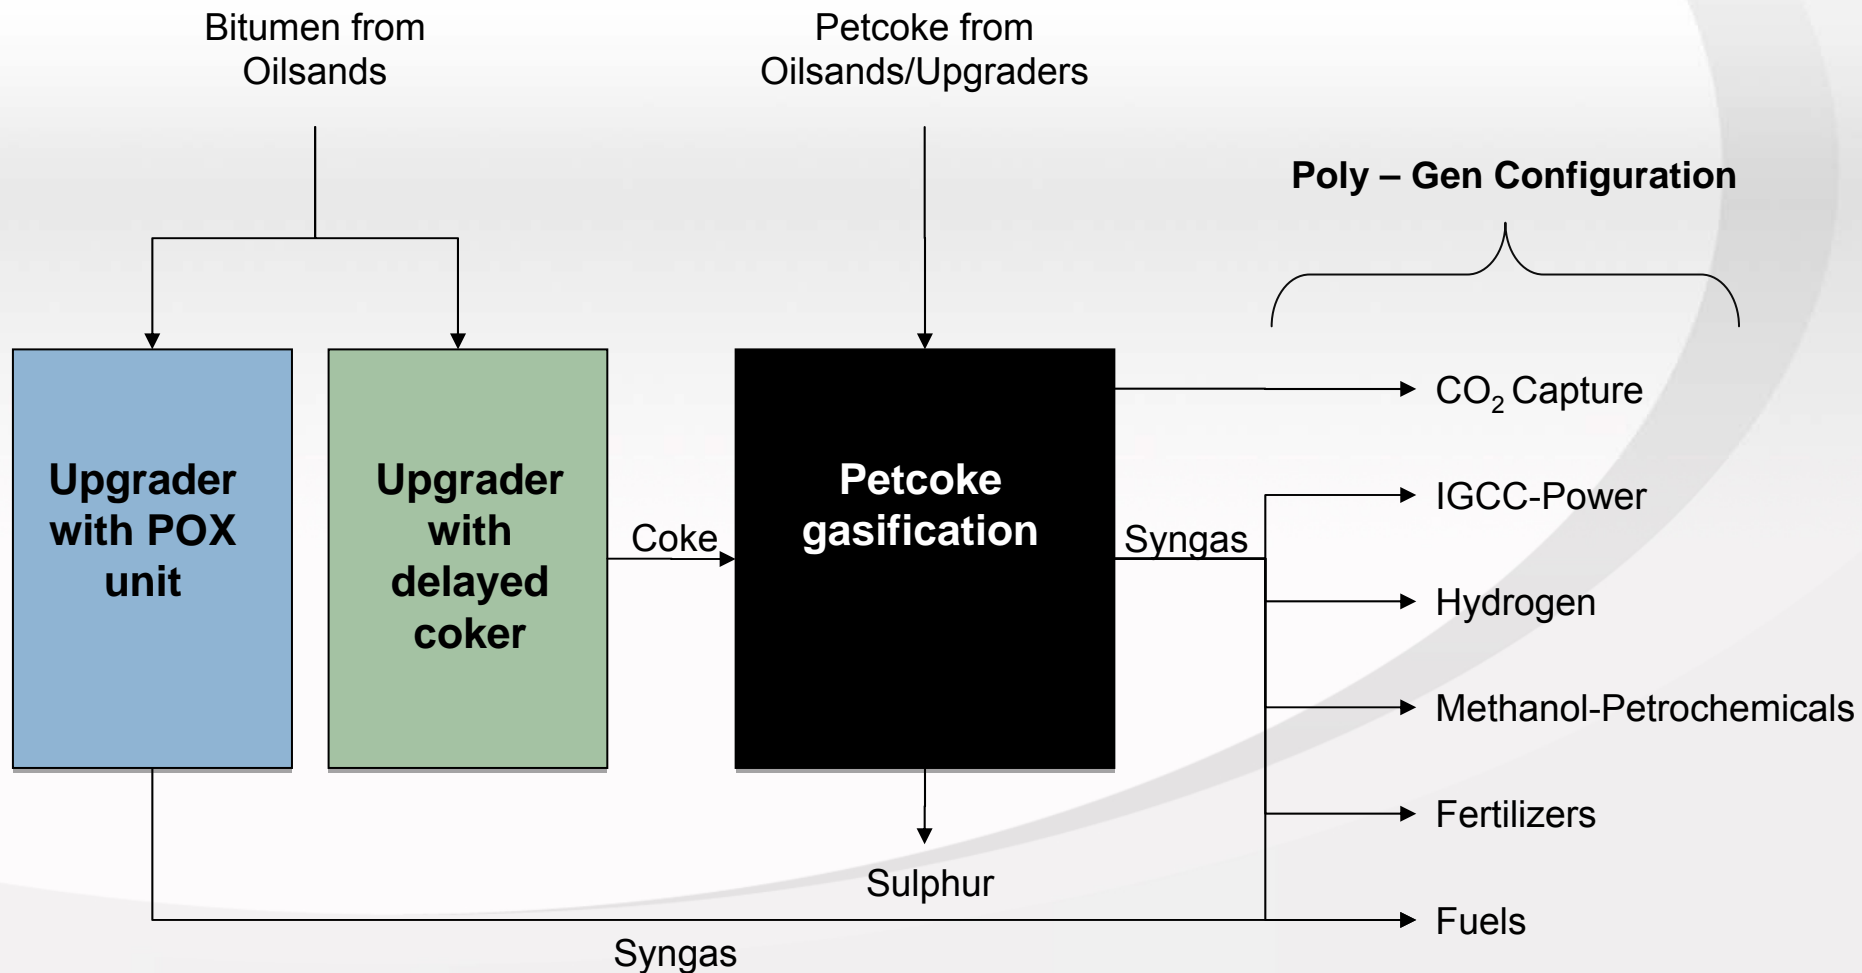 Bitumen from
Oilsands
Petcoke from
Oilsands/Upgraders
Poly – Gen Configuration
Upgrader
with POX
unit
Upgrader
with
delayed
coker
Coke
Petcoke
gasification
Syngas
CO₂ Capture
IGCC-Power
Hydrogen
Methanol-Petrochemicals
Fertilizers
Fuels
Sulphur
Syngas